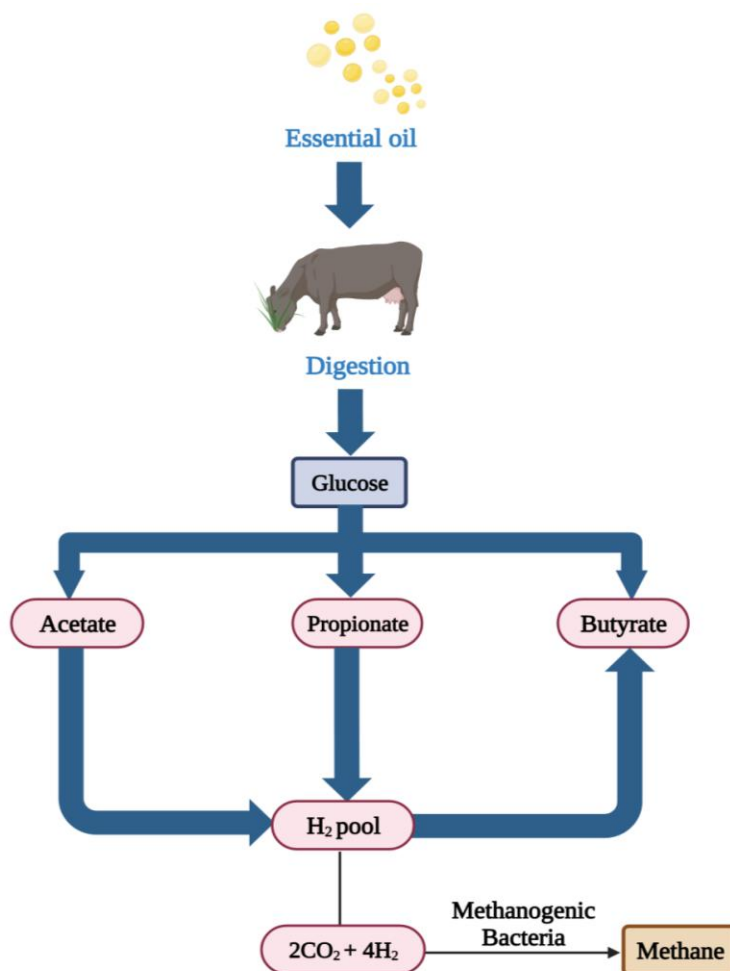 Essential oil
Digestion
Glucose
Acetate
Propionate
Butyrate
H₂ pool
Methanogenic
Bacteria
2CO₂ + 4H₂
Methane